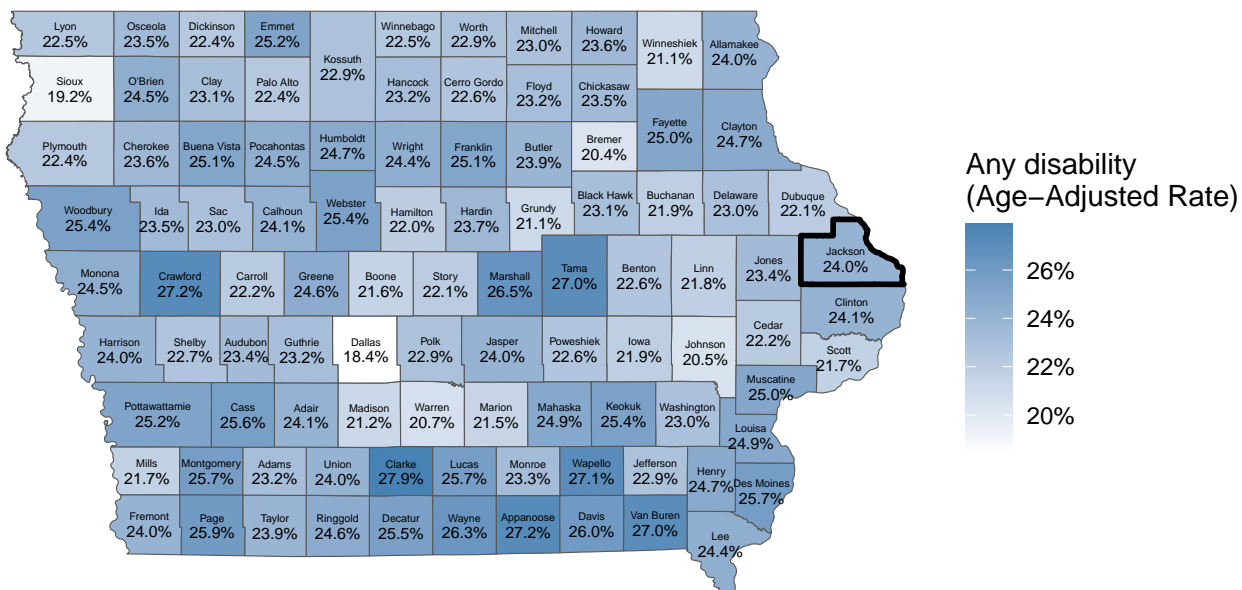 Lyon
22.5%
Osceola
23.5%
Dickinson
22.4%
Emmet
25.2%
Kossuth
22.9%
Winnebago
22.5%
Worth
22.9%
Mitchell
23.0%
Howard
23.6%
Winneshiek
21.1%
Allamakee
24.0%
Sioux
19.2%
O'Brien
24.5%
Clay
23.1%
Palo Alto
22.4%
Hancock
23.2%
Cerro Gordo
22.6%
Floyd
23.2%
Chickasaw
23.5%
Plymouth
22.4%
Cherokee
23.6%
Buena Vista
25.1%
Pocahontas
24.5%
Humboldt
24.7%
Wright
24.4%
Franklin
25.1%
Butler
23.9%
Bremer
20.4%
Fayette
25.0%
Clayton
24.7%
Woodbury
25.4%
Ida
23.5%
Sac
23.0%
Calhoun
24.1%
Webster
25.4%
Hamilton
22.0%
Hardin
23.7%
Grundy
21.1%
Black Hawk
23.1%
Buchanan
21.9%
Delaware
23.0%
Dubuque
22.1%
Monona
24.5%
Crawford
27.2%
Carroll
22.2%
Greene
24.6%
Boone
21.6%
Story
22.1%
Marshall
26.5%
Tama
27.0%
Benton
22.6%
Linn
21.8%
Jones
23.4%
Jackson
24.0%
Clinton
24.1%
Harrison
24.0%
Shelby
22.7%
Audubon
23.4%
Guthrie
23.2%
Dallas
18.4%
Polk
22.9%
Jasper
24.0%
Poweshiek
22.6%
Iowa
21.9%
Johnson
20.5%
Cedar
22.2%
Scott
21.7%
Muscatine
25.0%
Pottawattamie
25.2%
Cass
25.6%
Adair
24.1%
Madison
21.2%
Warren
20.7%
Marion
21.5%
Mahaska
24.9%
Keokuk
25.4%
Washington
23.0%
Louisa
24.9%
Mills
21.7%
Montgomery
25.7%
Adams
23.2%
Union
24.0%
Clarke
27.9%
Lucas
25.7%
Monroe
23.3%
Wapello
27.1%
Jefferson
22.9%
Henry
24.7%
Des Moines
25.7%
Fremont
24.0%
Page
25.9%
Taylor
23.9%
Ringgold
24.6%
Decatur
25.5%
Wayne
26.3%
Appanoose
27.2%
Davis
26.0%
Van Buren
27.0%
Lee
24.4%
Any disability
(Age−Adjusted Rate)
26%
24%
22%
20%